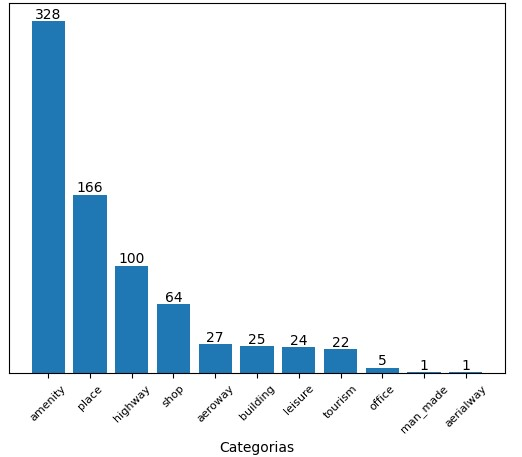 328
166
100
64
27
25
24
22
5
1
1
amenity
place
highway
shop
aeroway
building
leisure
tourism
office
man_made
aerialway
Categorias